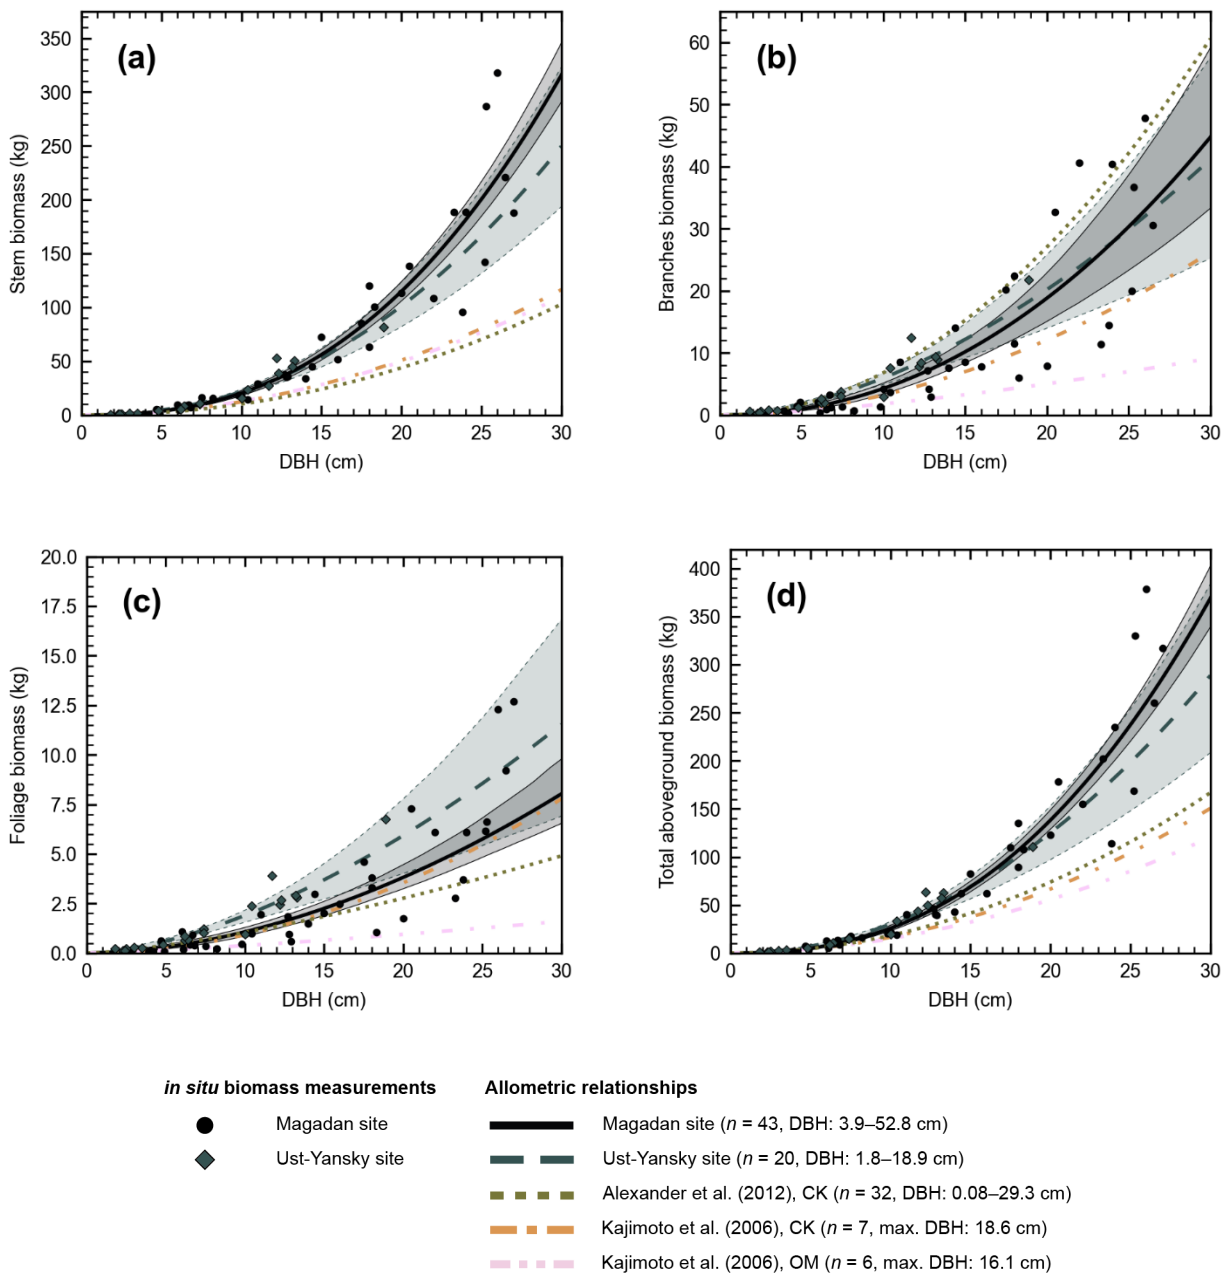 (a)
Stem biomass (kg)
350
300
250
200
150
100
50
0
0 5 10 15 20 25 30
DBH (cm)
(b)
Branches biomass (kg)
60
50
40
30
20
10
0
0 5 10 15 20 25 30
DBH (cm)
(c)
Foliage biomass (kg)
20.0
17.5
15.0
12.5
10.0
7.5
5.0
2.5
0.0
0 5 10 15 20 25 30
DBH (cm)
(d)
Total aboveground biomass (kg)
400
350
300
250
200
150
100
50
0
0 5 10 15 20 25 30
DBH (cm)
in situ biomass measurements
Magadan site
Ust-Yansky site
Allometric relationships
Magadan site (n = 43, DBH: 3.9–52.8 cm)
Ust-Yansky site (n = 20, DBH: 1.8–18.9 cm)
Alexander et al. (2012), CK (n = 32, DBH: 0.08–29.3 cm)
Kajimoto et al. (2006), CK (n = 7, max. DBH: 18.6 cm)
Kajimoto et al. (2006), OM (n = 6, max. DBH: 16.1 cm)